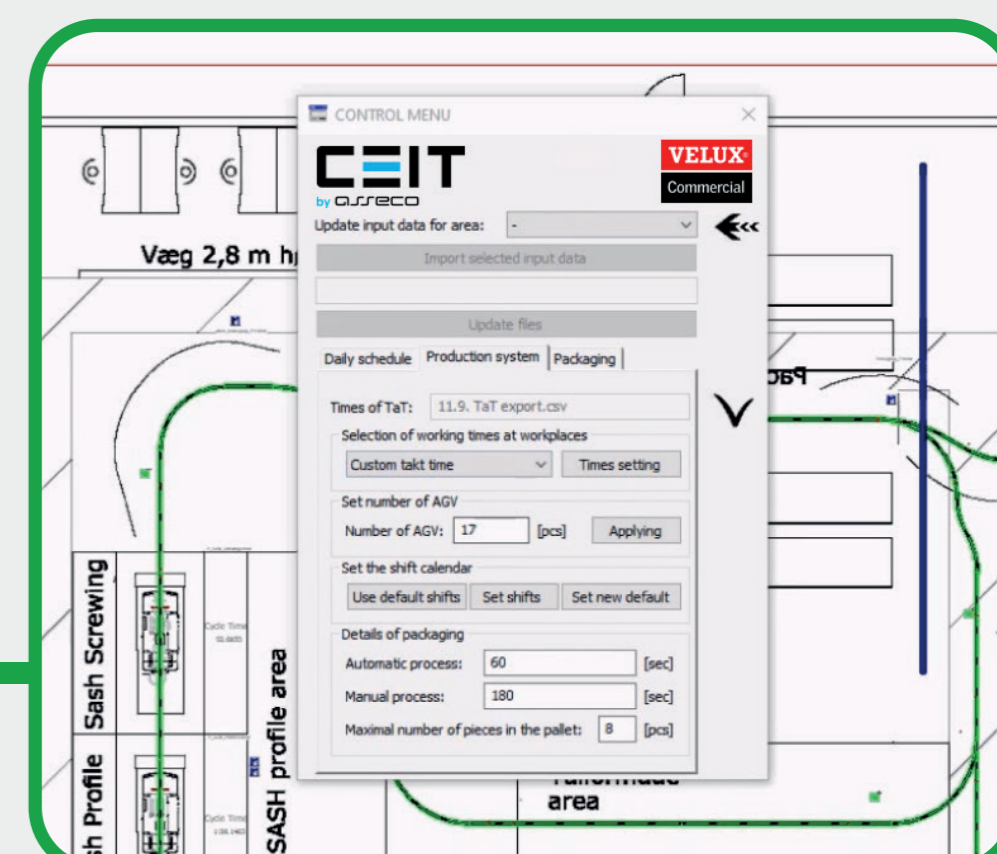 CONTROL MENU
CEIT
by asseco
VELUX
Commercial
Update input data for area: -
Import selected input data
Update files
Daily schedule Production system Packaging
Times of TaT: 11.9. TaT export.csv
Selection of working times at workplaces
Custom takt time Times setting
Set number of AGV
Number of AGV: 17 [pcs] Applying
Set the shift calendar
Use default shifts Set shifts Set new default
Details of packaging
Automatic process: 60 [sec]
Manual process: 180 [sec]
Maximal number of pieces in the pallet: 8 [pcs]
Væg 2,8 m
Sash Screwing
Cycle Time
SASH profile area
Profile
Cycle Time
area